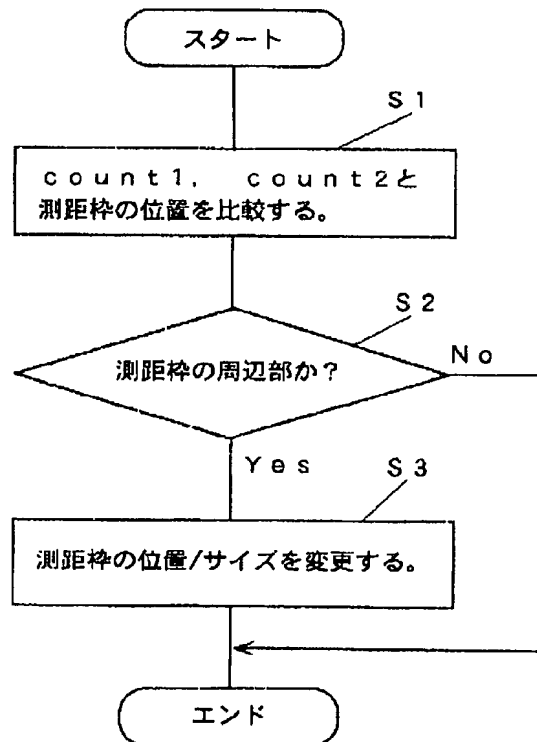 スタート
S1
count1, count2と
測距枠の位置を比較する。
S2
測距枠の周辺部か?
No
Yes
S3
測距枠の位置/サイズを変更する。
エンド